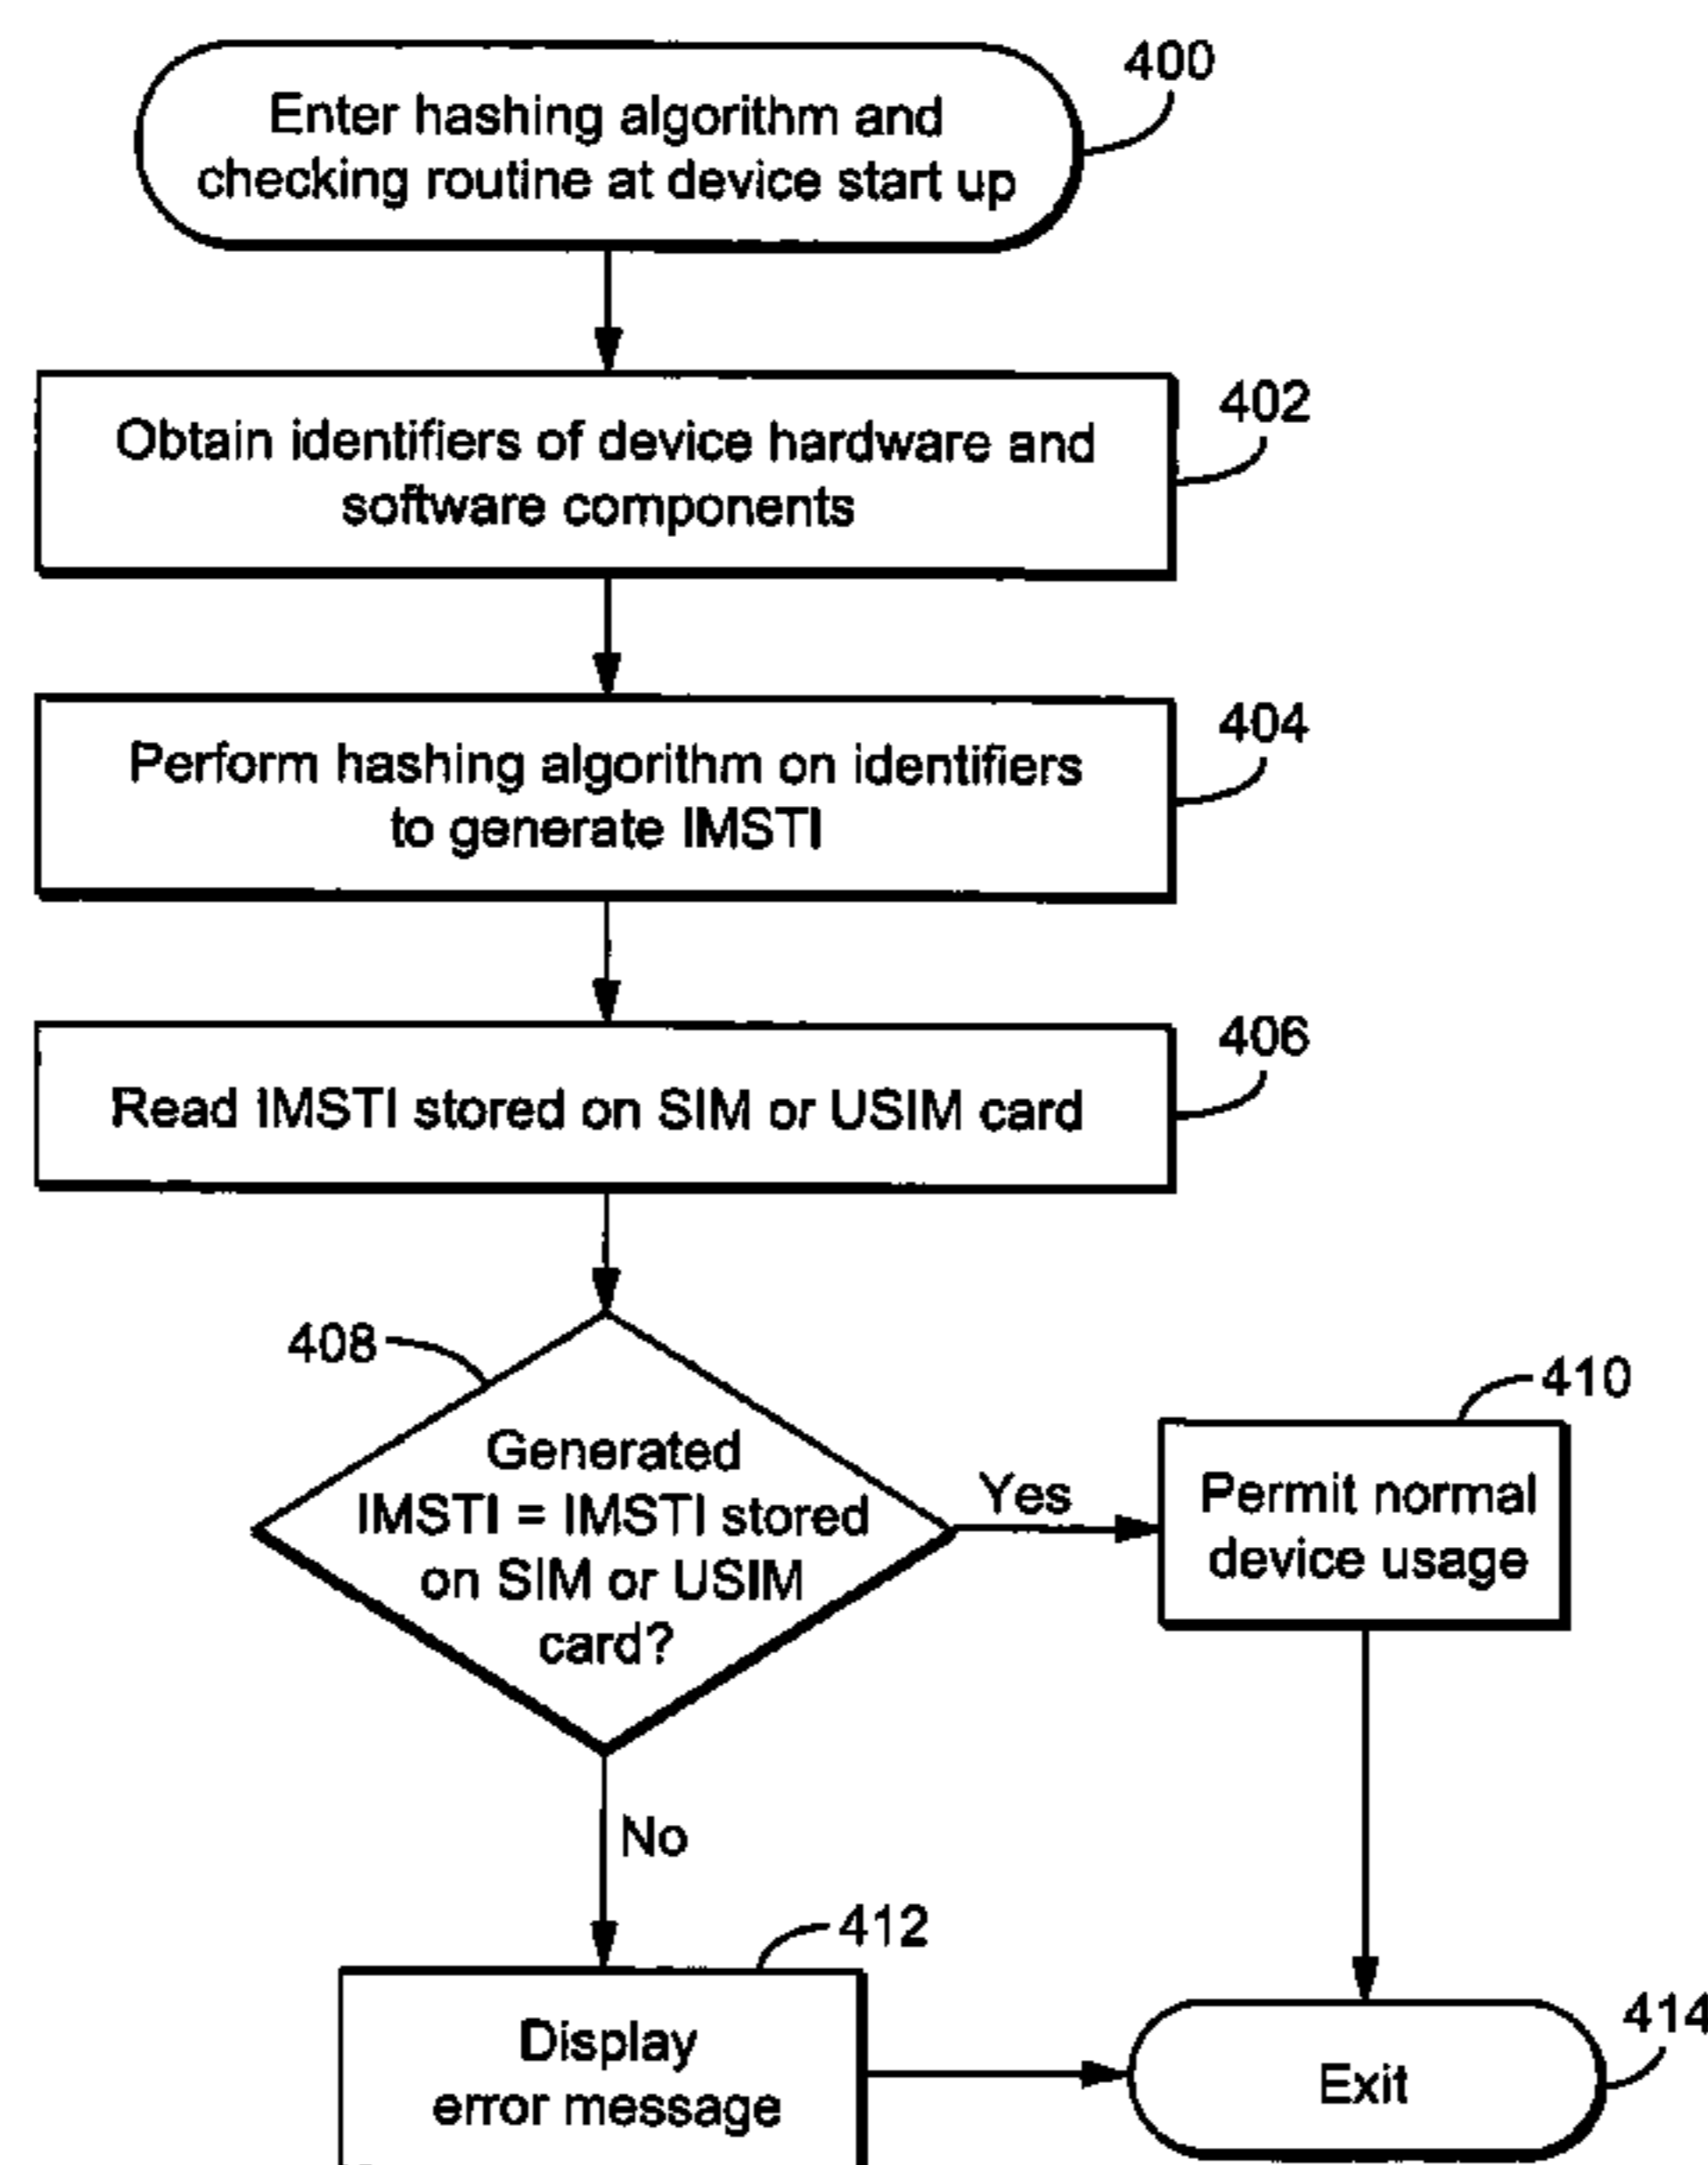 400
Enter hashing algorithm and
checking routine at device start up
402
Obtain identifiers of device hardware and
software components
404
Perform hashing algorithm on identifiers
to generate IMSTI
406
Read IMSTI stored on SIM or USIM card
408
Generated
IMSTI = IMSTI stored
on SIM or USIM
card?
Yes
410
Permit normal
device usage
No
412
Display
error message
414
Exit